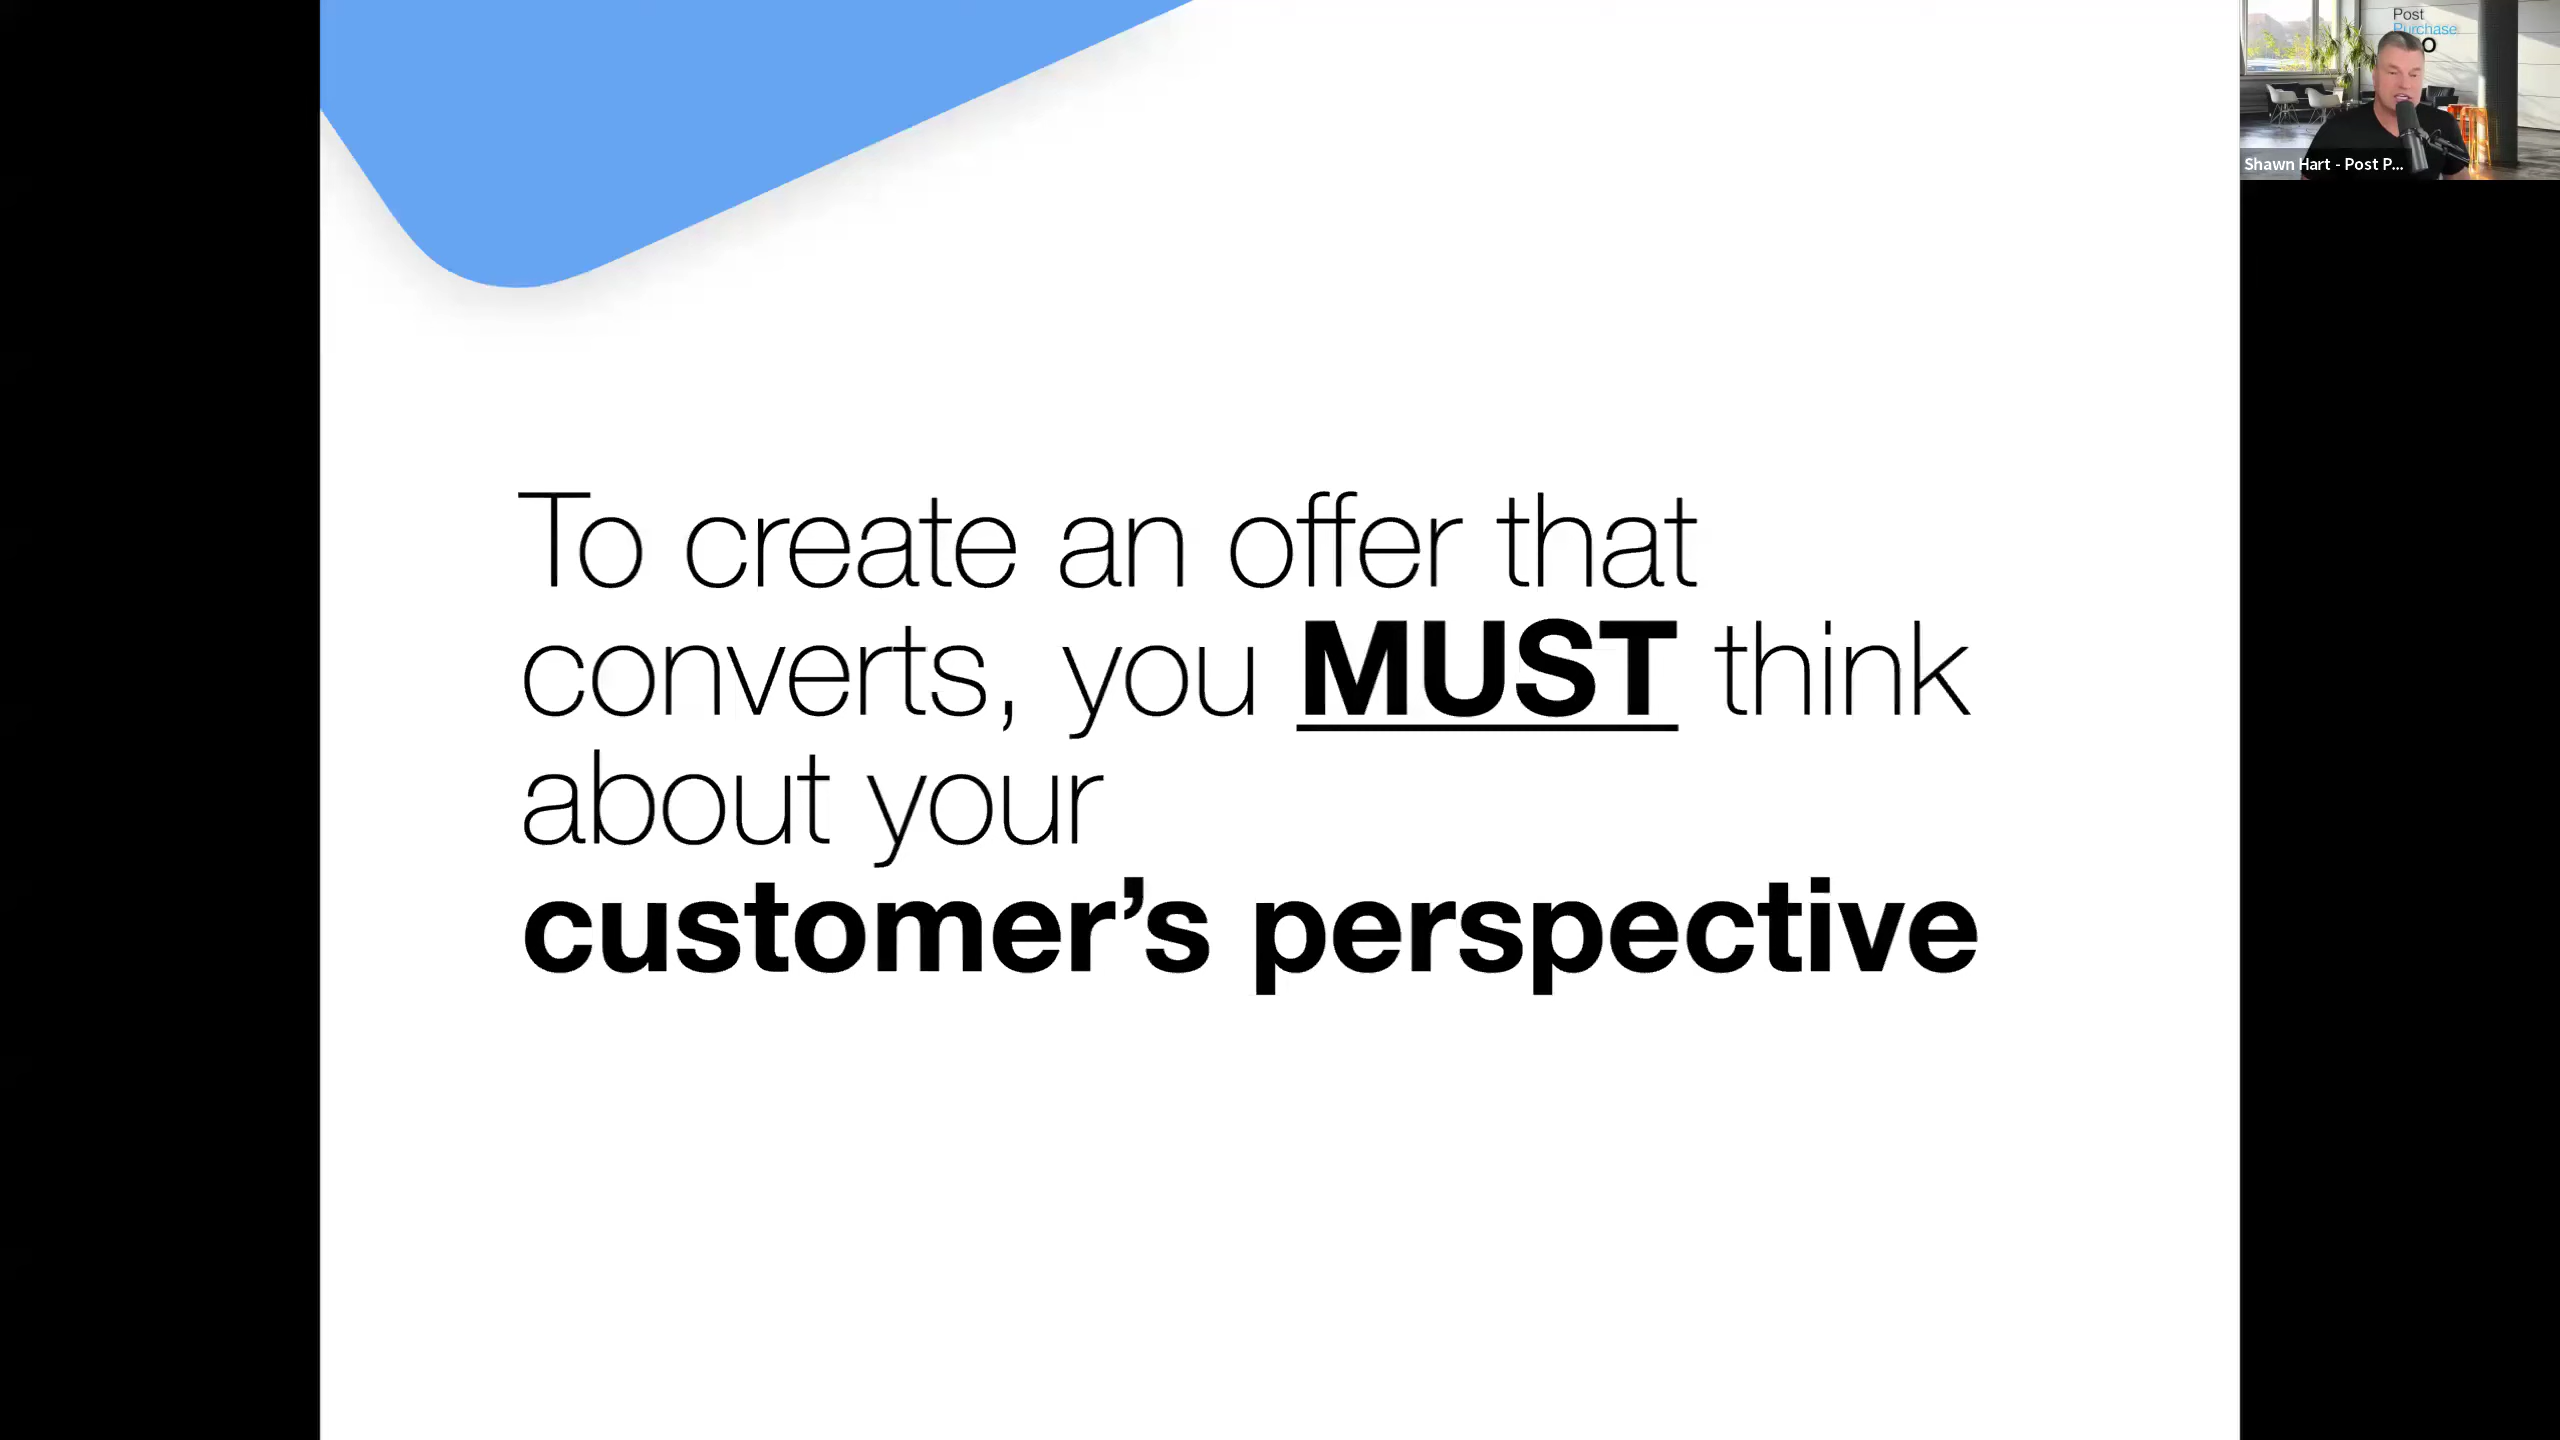 Post
Purchase
O
Shawn Hart - Post P...
To create an offer that
converts, you MUST think
about your
customer’s perspective